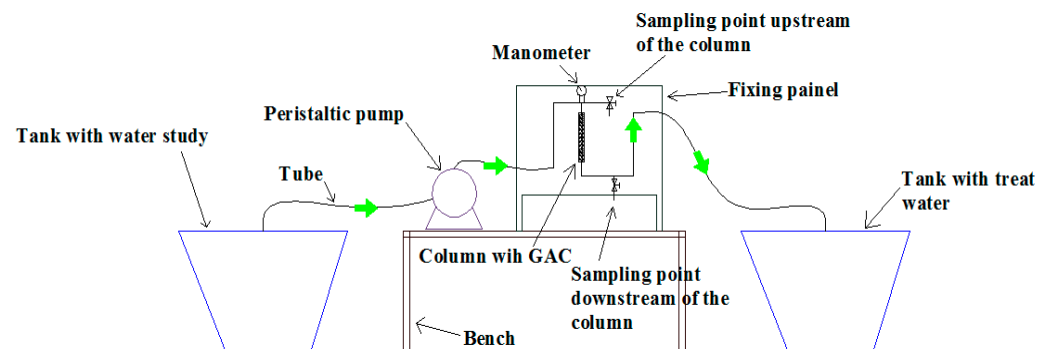 Sampling point upstream
of the column
Manometer
Fixing painel
Peristaltic pump
Tank with water study
Tube
Tank with treat
water
Column wih GAC
Sampling point
downstream of the
column
Bench